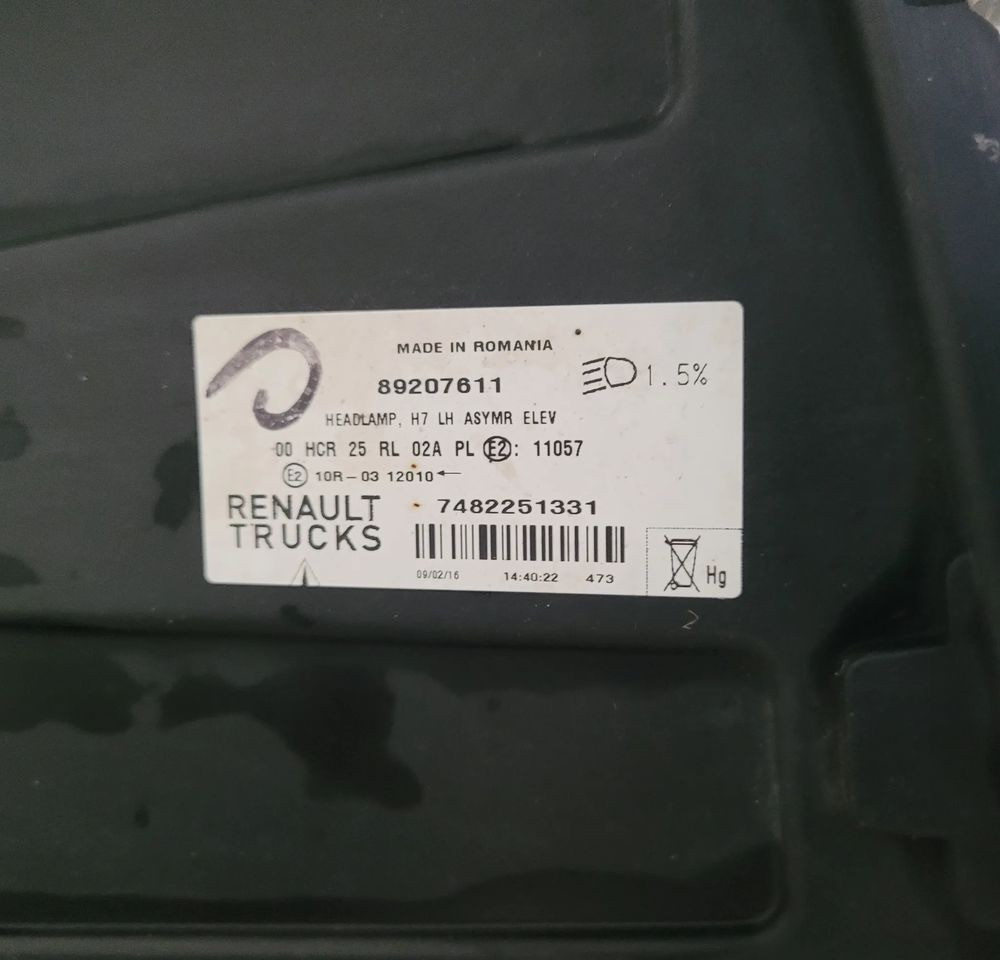 MADE IN ROMANIA
89207611
1.5%
HEADLAMP, H7 LH ASYMR ELEV
00 HCR 25 RL 02A PL E2: 11057
E2 10R-03 12010←
RENAULT
TRUCKS
7482251331
09/02/16 14:40:22 473
Hg
2